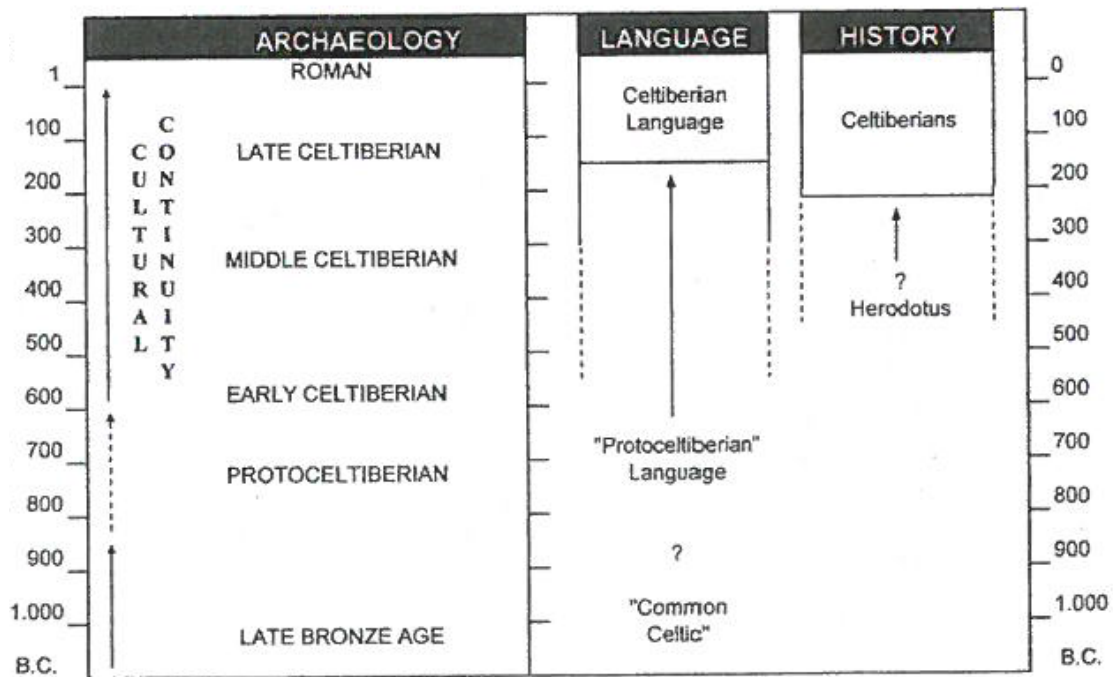 ARCHAEOLOGY
LANGUAGE
HISTORY
1
100
200
300
400
500
600
700
800
900
1.000
B.C.
CULTURAL
CONTINUITY
ROMAN
LATE CELTIBERIAN
MIDDLE CELTIBERIAN
EARLY CELTIBERIAN
PROTOCELTIBERIAN
LATE BRONZE AGE
Celtiberian
Language
"Protoceltiberian"
Language
?
"Common
Celtic"
Celtiberians
?
Herodotus
0
100
200
300
400
500
600
700
800
900
1.000
B.C.